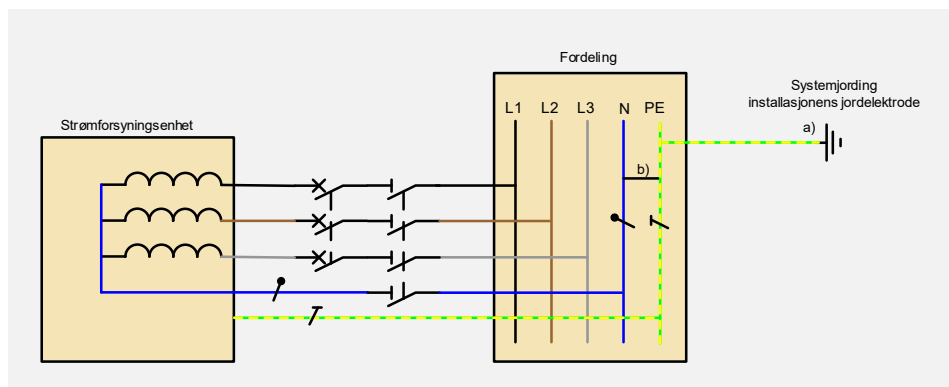 Fordeling
Systemjording
installasjonens jordelektrode
a)
Strømforsyningsenhet
L1 L2 L3 N PE
b)